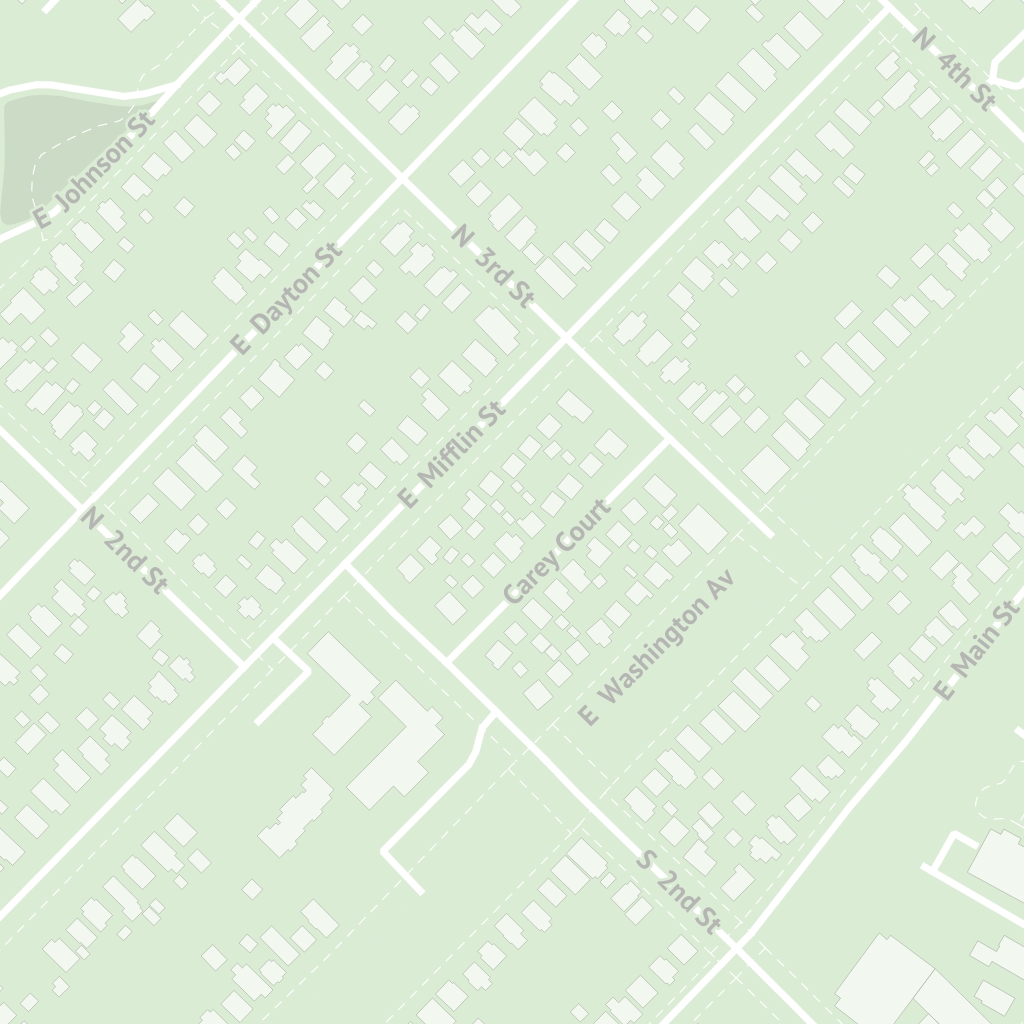 N 4th St
E Johnson St
N 3rd St
E Dayton St
E Mifflin St
N 2nd St
Carey Court
E Washington Av
E Main St
S 2nd St